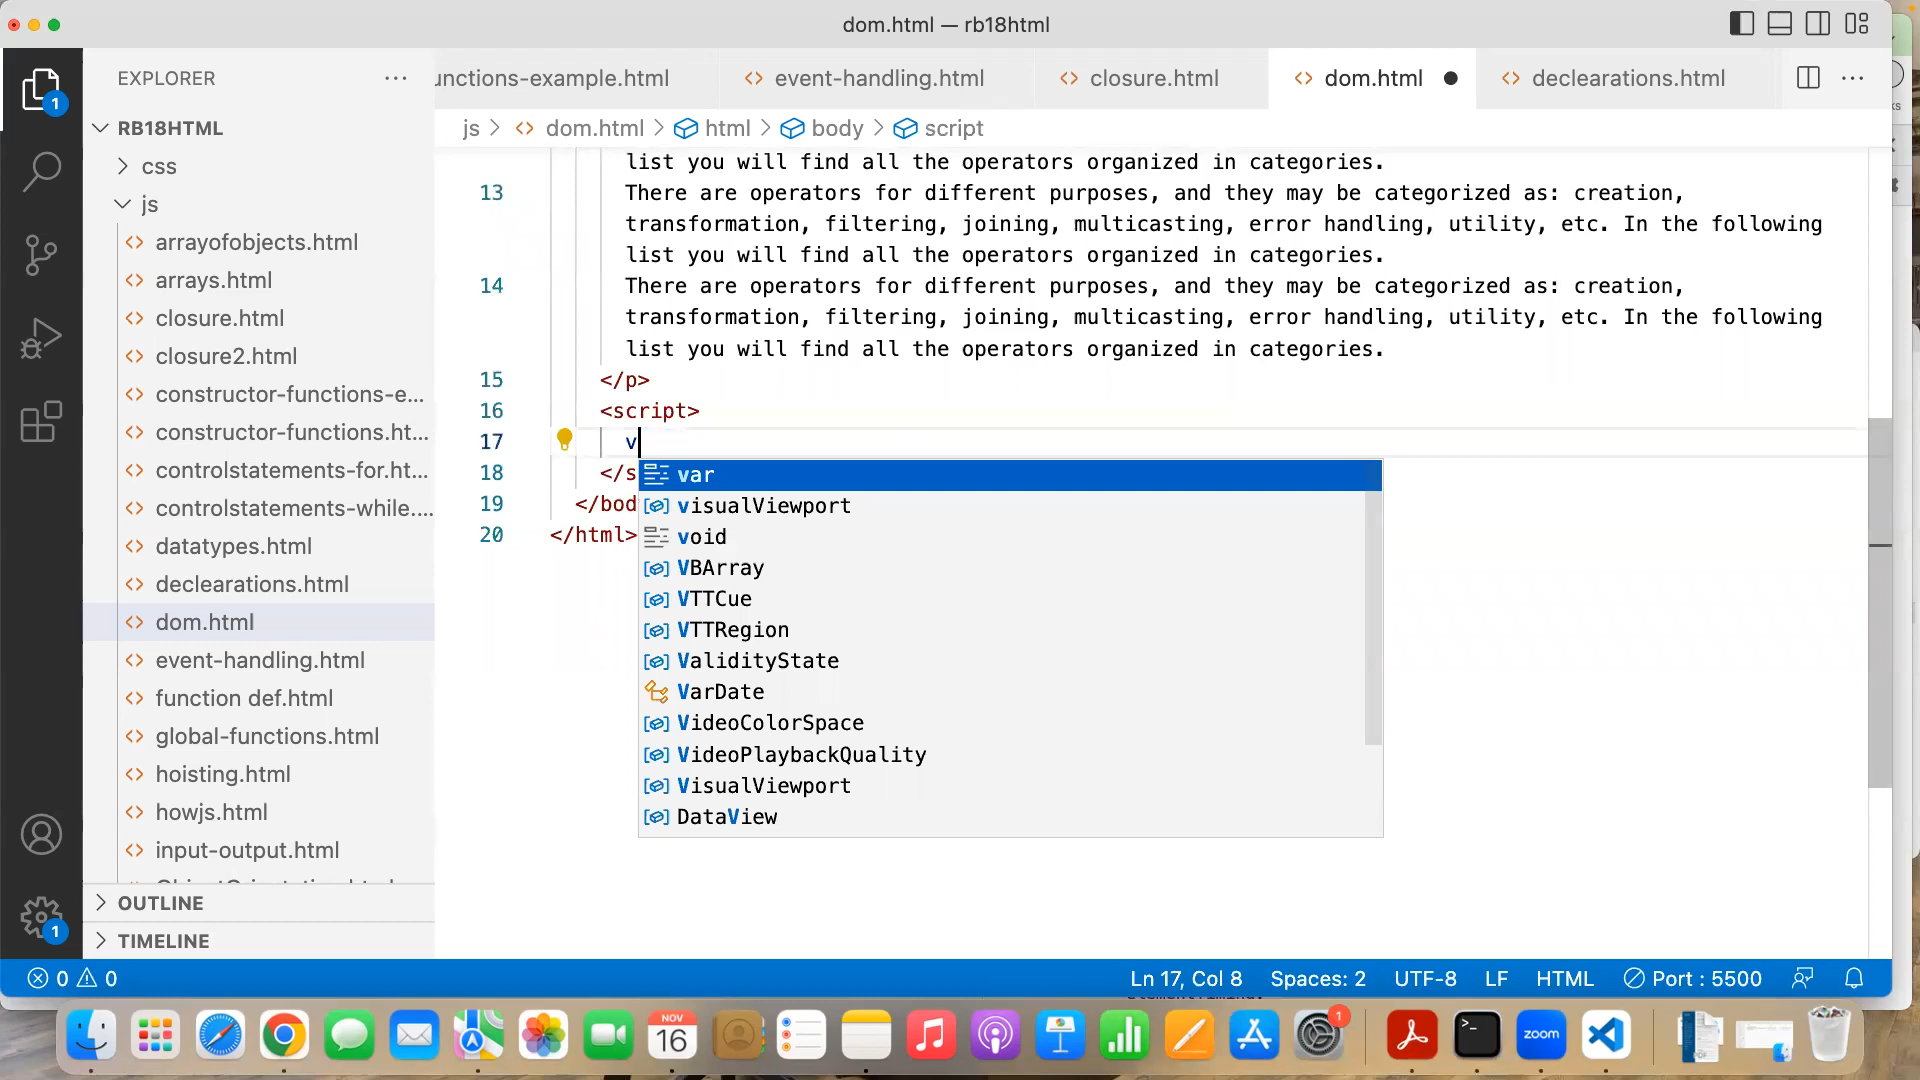 dom.html — rb18html
EXPLORER
unctions-example.html
event-handling.html
closure.html
dom.html
declearations.html
RB18HTML
js > dom.html > html > body > script
css
js
arrayofobjects.html
arrays.html
closure.html
closure2.html
constructor-functions-e...
constructor-functions.ht...
controlstatements-for.ht...
controlstatements-while....
datatypes.html
declearations.html
dom.html
event-handling.html
function def.html
global-functions.html
hoisting.html
howjs.html
input-output.html
OUTLINE
TIMELINE
list you will find all the operators organized in categories.
13 There are operators for different purposes, and they may be categorized as: creation,
transformation, filtering, joining, multicasting, error handling, utility, etc. In the following
list you will find all the operators organized in categories.
14 There are operators for different purposes, and they may be categorized as: creation,
transformation, filtering, joining, multicasting, error handling, utility, etc. In the following
list you will find all the operators organized in categories.
15 </p>
16 <script>
17 v
18 </s
19 </bod
20 </html>
var
visualViewport
void
VBArray
VTTCue
VTTRegion
ValidityState
VarDate
VideoColorSpace
VideoPlaybackQuality
VisualViewport
DataView
1
1
0 0
Ln 17, Col 8
Spaces: 2
UTF-8
LF
HTML
Port : 5500
NOV
16
1
zoom